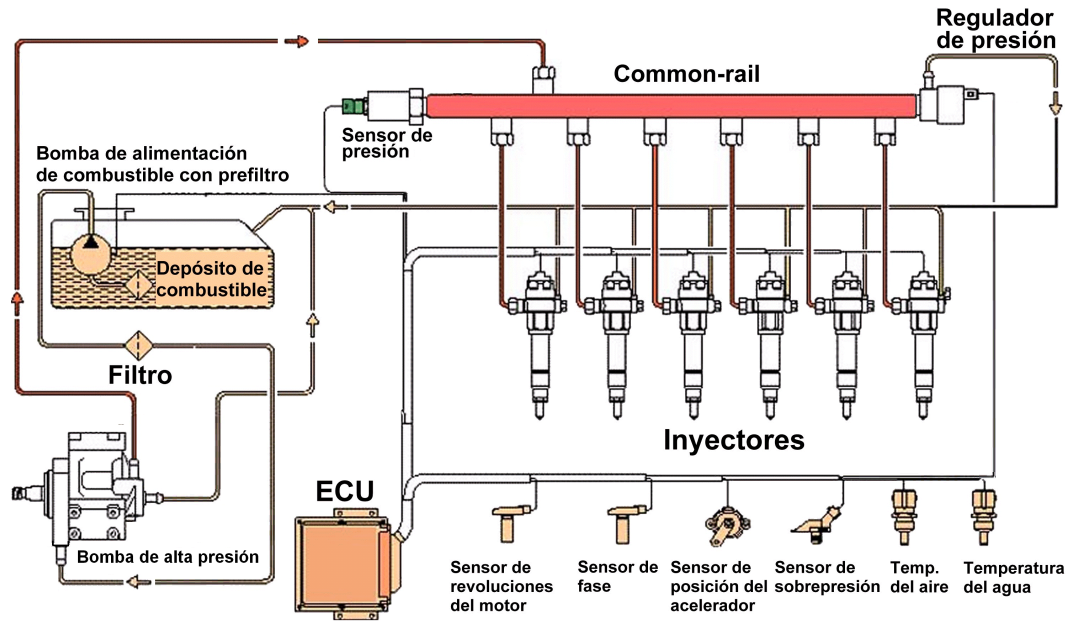 Regulador
de presión
Common-rail
Sensor de
presión
Bomba de alimentación
de combustible con prefiltro
Depósito de
combustible
Filtro
Inyectores
ECU
Bomba de alta presión
Sensor de
revoluciones
del motor
Sensor de
fase
Sensor de
posición del
acelerador
Sensor de
sobrepresión
Temp.
del aire
Temperatura
del agua